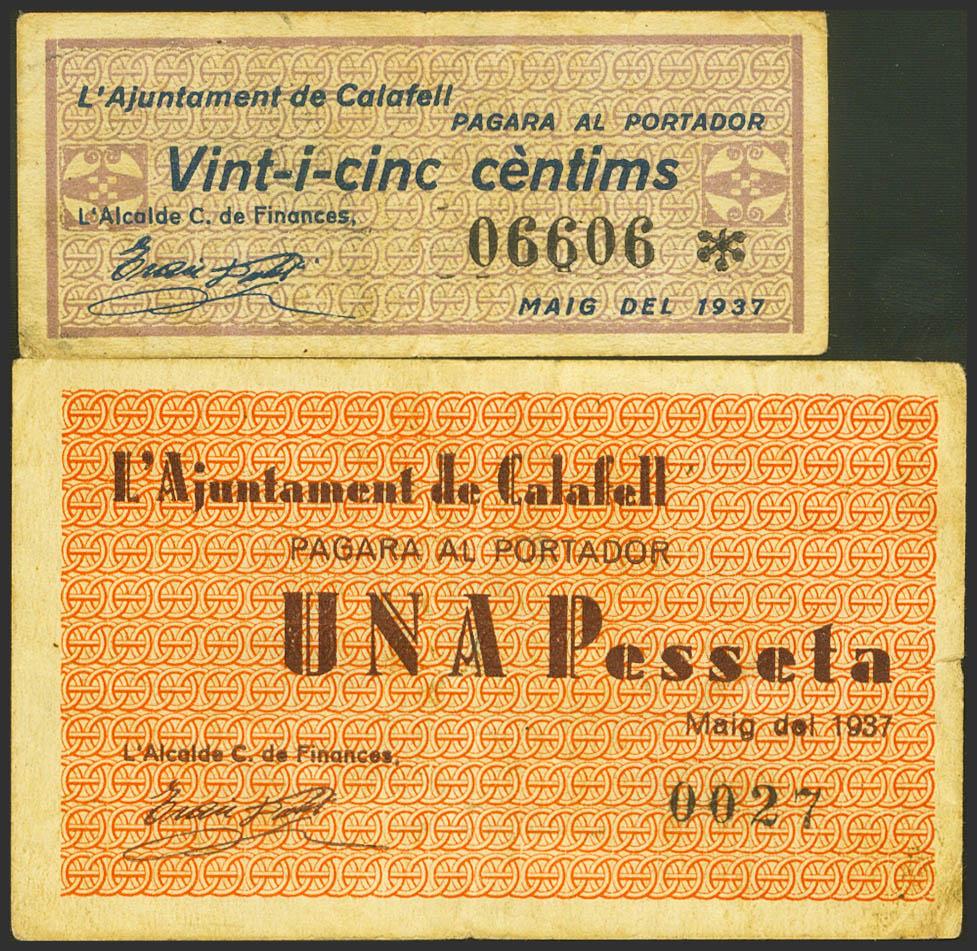 L'Ajuntament de Calafell
PAGARA AL PORTADOR
Vint-i-cinc cèntims
L'Alcalde C. de Finances,
06606
MAIG DEL 1937
L'Ajuntament de Calafell
PAGARA AL PORTADOR
UNA Pesseta
Maig del 1937
L'Alcalde C. de Finances,
0027